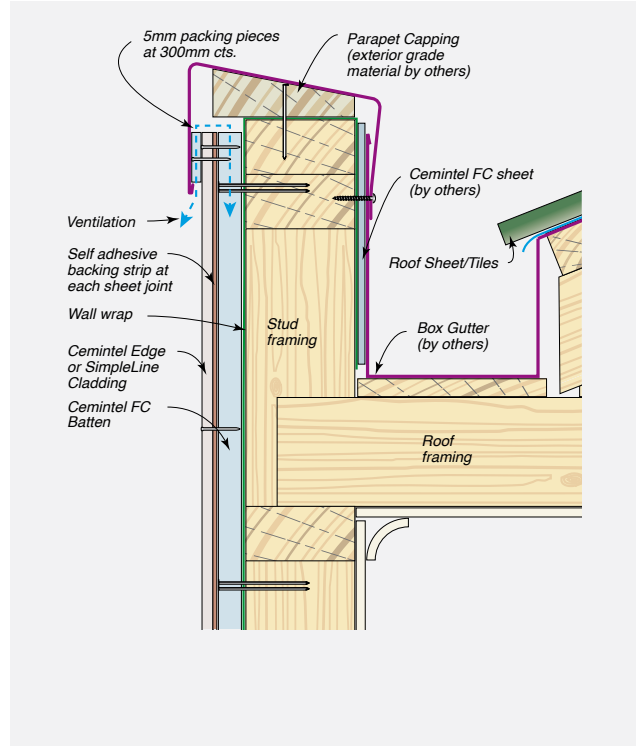 5mm packing pieces
at 300mm cts.
Parapet Capping
(exterior grade
material by others)
Cemintel FC sheet
(by others)
Ventilation
Roof Sheet/Tiles
Self adhesive
backing strip at
each sheet joint
Wall wrap
Stud
framing
Box Gutter
(by others)
Cemintel Edge
or SimpleLine
Cladding
Cemintel FC
Batten
Roof
framing